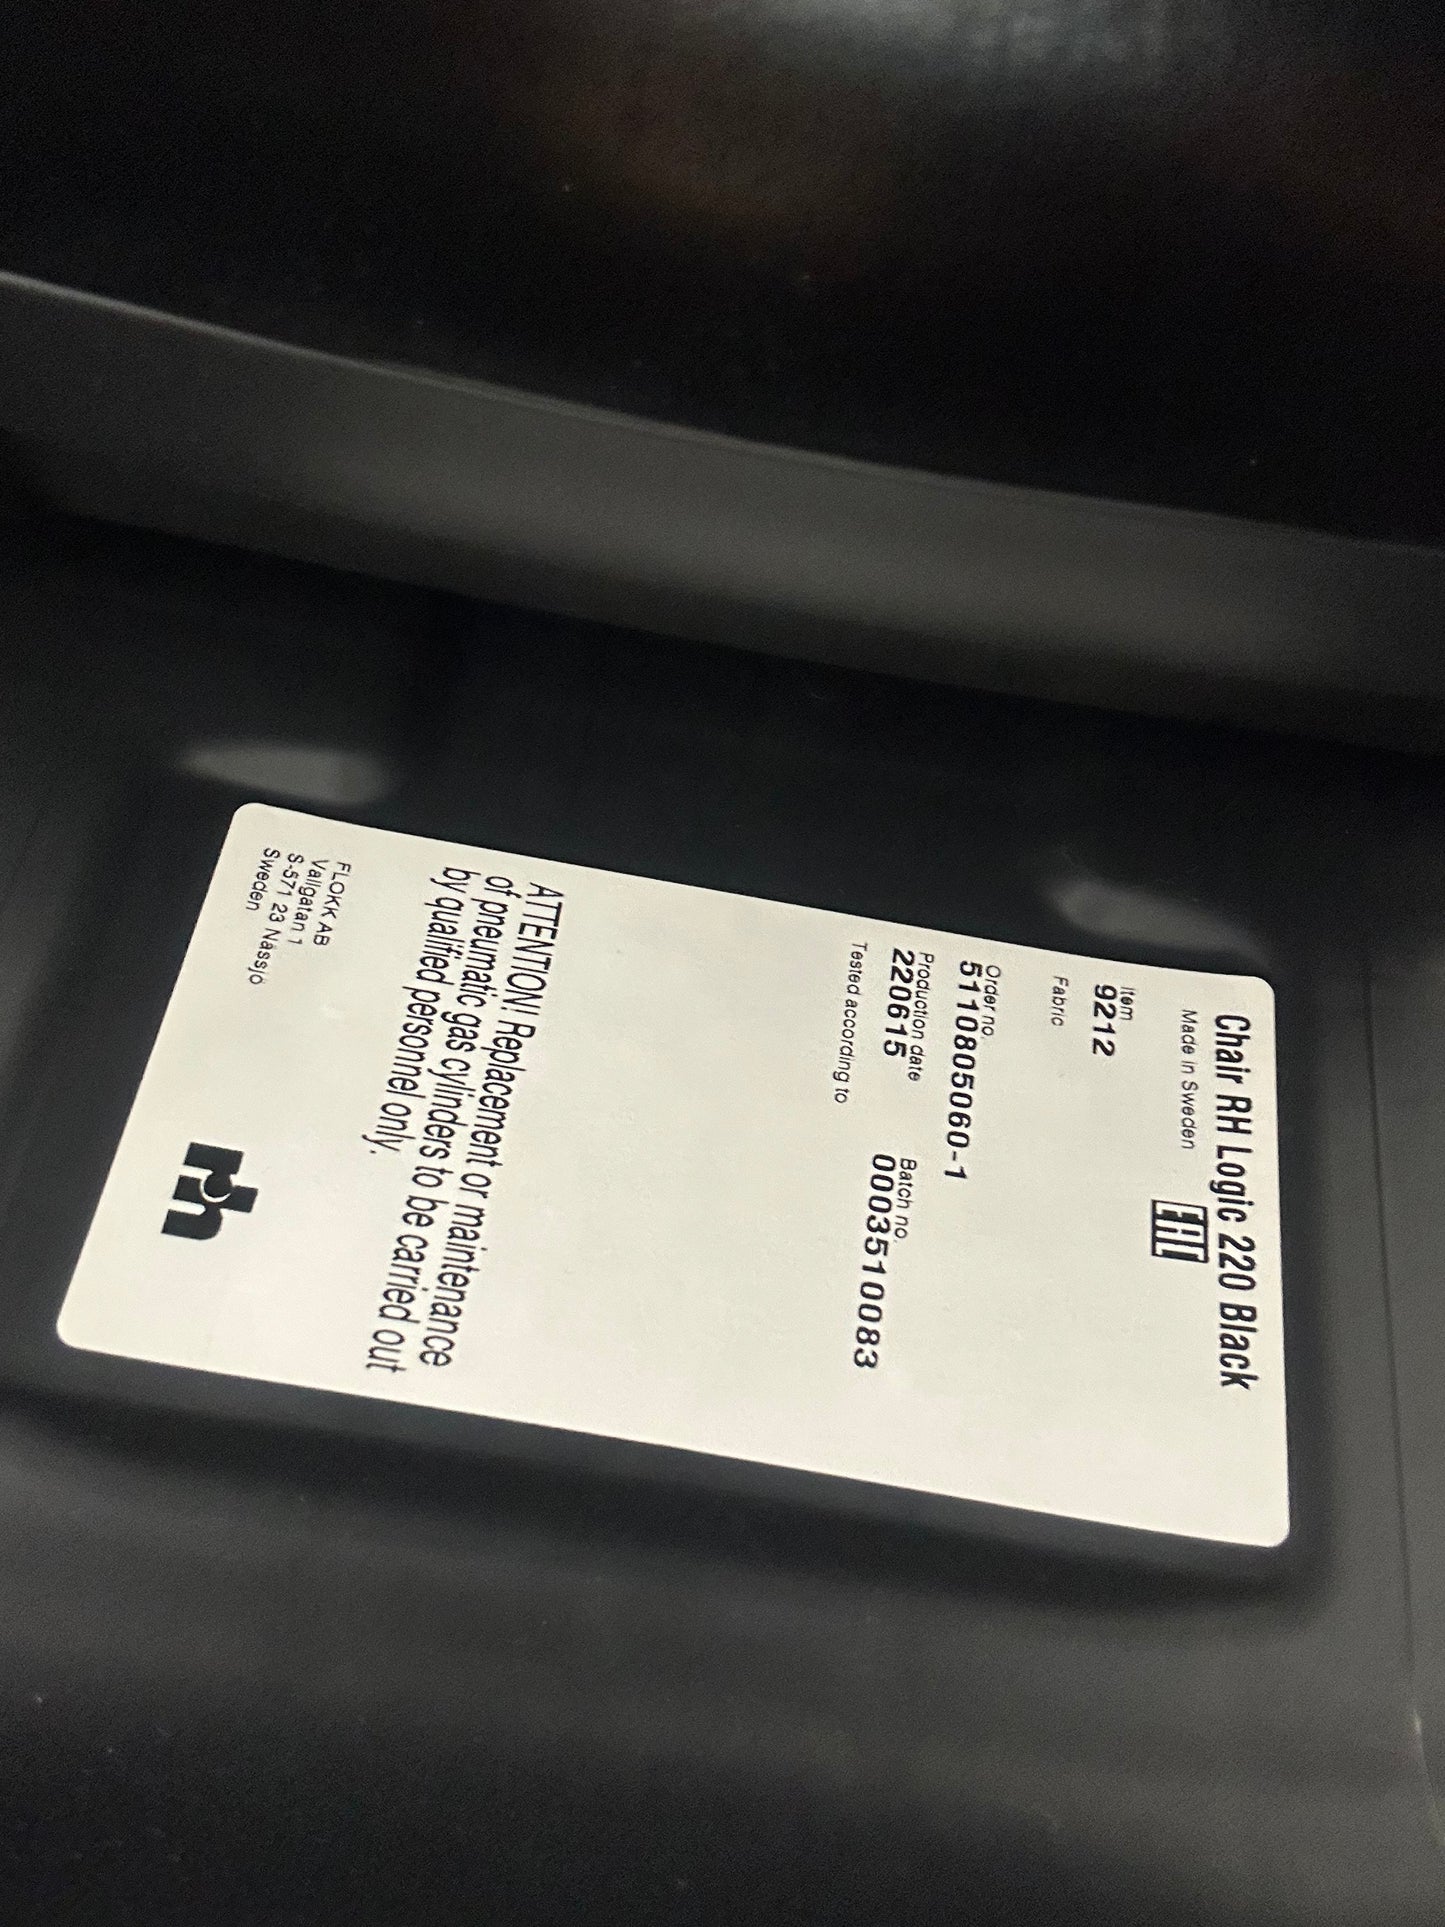 Chair RH Logic 220 Black
Made in Sweden
EAC
Item
9212
Fabric
Order no.
5110805060-1
Production date Batch no.
220615 0003510083
Tested according to
ATTENTION! Replacement or maintenance
of pneumatic gas cylinders to be carried out
by qualified personnel only.
FLOKK AB
Vallgatan 1
S-571 23 Nässjö
Sweden
rh